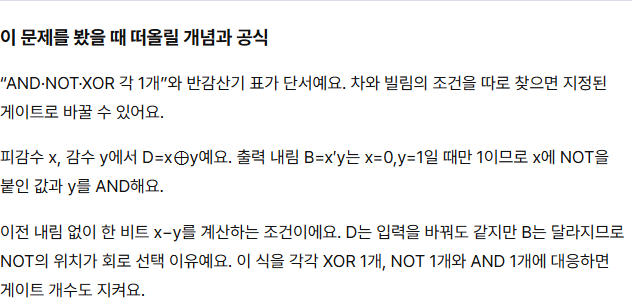 이 문제를 봤을 때 떠올릴 개념과 공식
“AND·NOT·XOR 각 1개”와 반감산기 표가 단서예요. 차와 빌림의 조건을 따로 찾으면 지정된
게이트로 바꿀 수 있어요.
피감수 x, 감수 y에서 D=x⊕y예요. 출력 내림 B=x′y는 x=0,y=1일 때만 1이므로 x에 NOT을
붙인 값과 y를 AND해요.
이전 내림 없이 한 비트 x−y를 계산하는 조건이에요. D는 입력을 바꿔도 같지만 B는 달라지므로
NOT의 위치가 회로 선택 이유예요. 이 식을 각각 XOR 1개, NOT 1개와 AND 1개에 대응하면
게이트 개수도 지켜요.